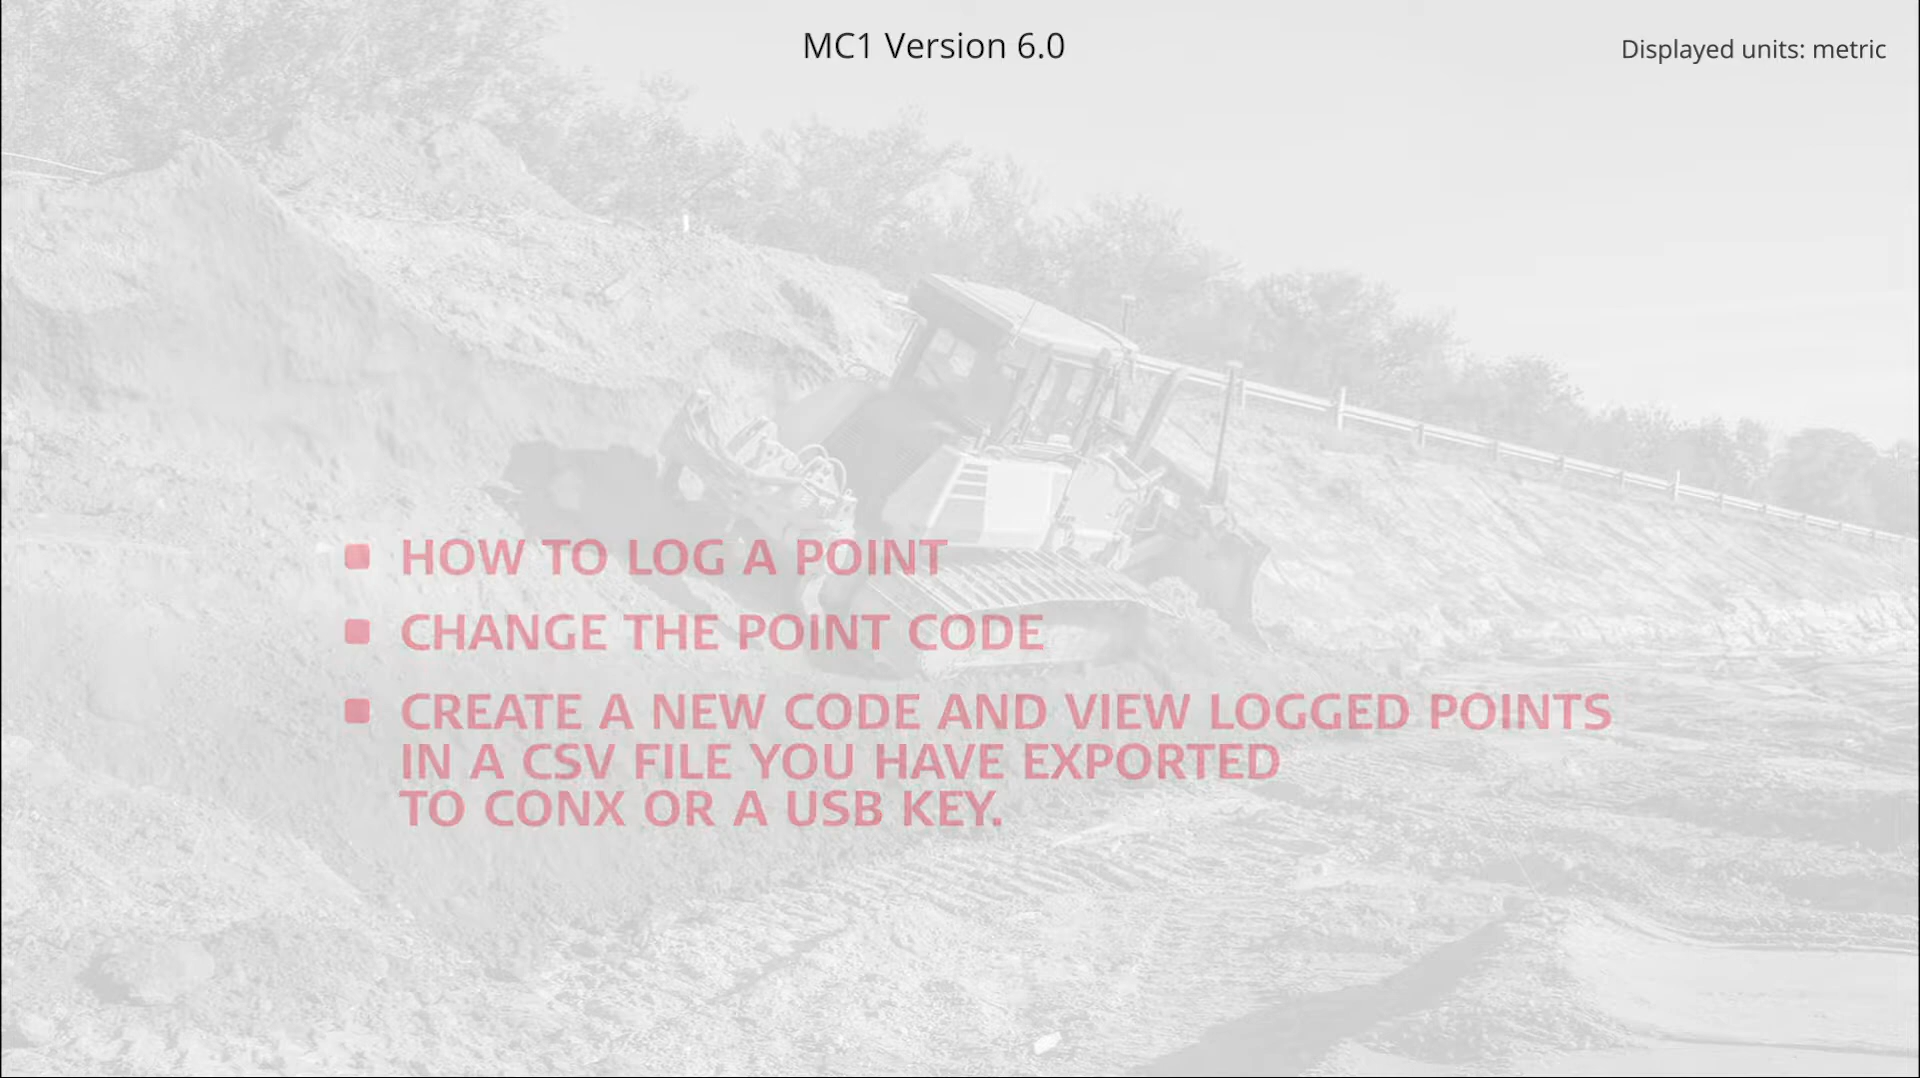 MC1 Version 6.0
Displayed units: metric
HOW TO LOG A POINT
CHANGE THE POINT CODE
CREATE A NEW CODE AND VIEW LOGGED POINTS
IN A CSV FILE YOU HAVE EXPORTED
TO CONX OR A USB KEY.